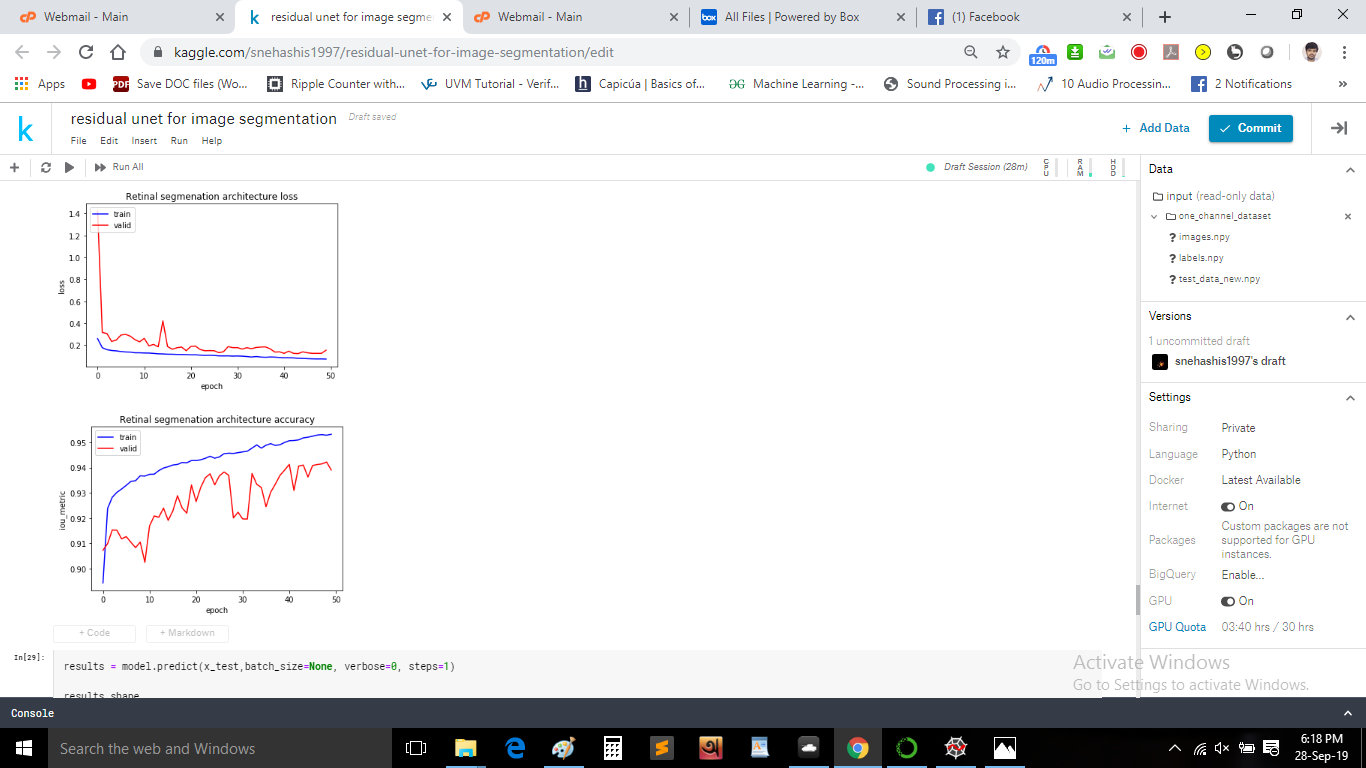 Webmail - Main
residual unet for image segme
Webmail - Main
box
All Files | Powered by Box
(1) Facebook
kaggle.com/snehashis1997/residual-unet-for-image-segmentation/edit
120m
Apps
PDF Save DOC files (Wo...
Ripple Counter with...
UVM Tutorial - Verif...
h Capicúa | Basics of...
Machine Learning -...
Sound Processing i...
10 Audio Processin...
2 Notifications
»
k
residual unet for image segmentation
Draft saved
File Edit Insert Run Help
+ Add Data
Commit
Run All
Draft Session (28m)
CPU
RAM
HDD
Retinal segmenation architecture loss
train
valid
1.4
1.2
1.0
0.8
0.6
0.4
0.2
loss
0 10 20 30 40 50
epoch
Retinal segmenation architecture accuracy
train
valid
0.95
0.94
0.93
0.92
0.91
0.90
iou_metric
0 10 20 30 40 50
epoch
+ Code
+ Markdown
In[29]:
results = model.predict(x_test,batch_size=None, verbose=0, steps=1)
results.shape
Data
input (read-only data)
one_channel_dataset
? images.npy
? labels.npy
? test_data_new.npy
Versions
1 uncommitted draft
snehashis1997's draft
Settings
Sharing Private
Language Python
Docker Latest Available
Internet On
Packages Custom packages are not
supported for GPU
instances.
BigQuery Enable...
GPU On
GPU Quota 03:40 hrs / 30 hrs
Activate Windows
Go to Settings to activate Windows.
Console
Search the web and Windows
6:18 PM
28-Sep-19